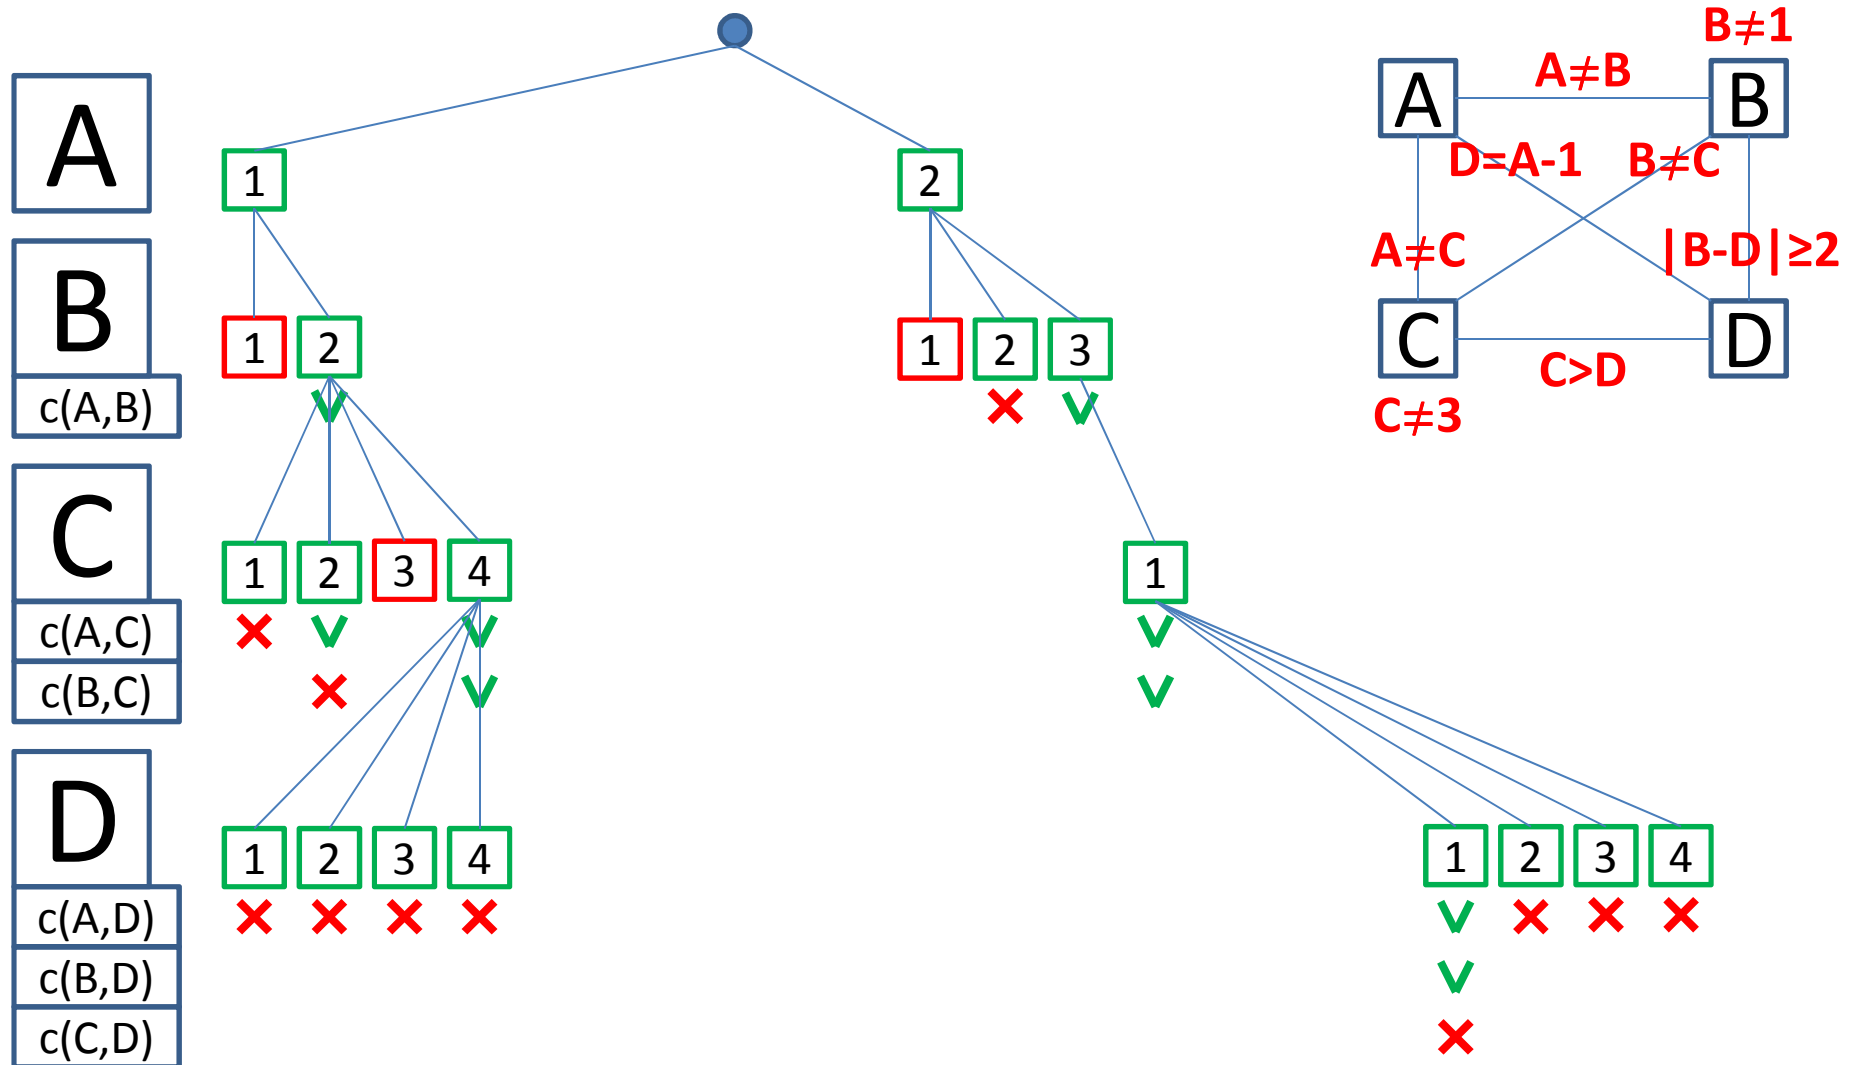 B≠1
A≠B
A
A B
D=A-1 B≠C
1 2
A≠C |B-D|≥2
B
1 2 1 2 3
C D
C>D
c(A,B)
C≠3
C
1 2 3 4 1
c(A,C)
c(B,C)
D
1 2 3 4 1 2 3 4
c(A,D)
c(B,D)
c(C,D)